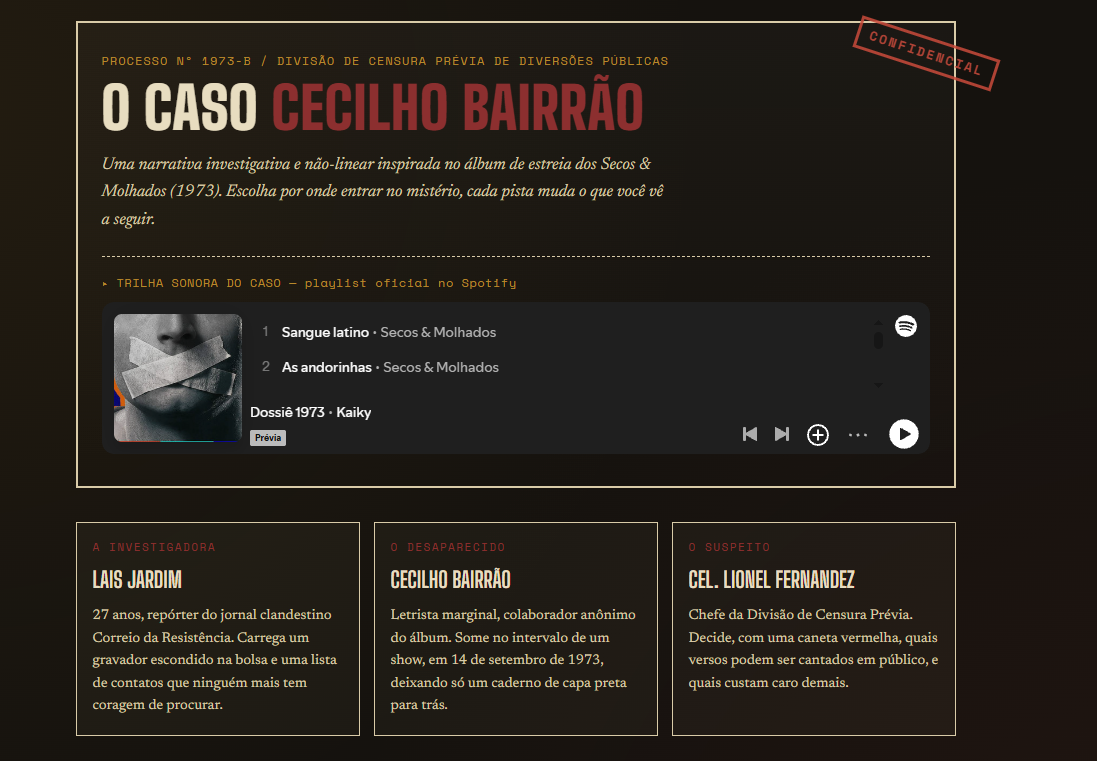 CONFIDENCIAL
PROCESSO N° 1973-B / DIVISÃO DE CENSURA PRÉVIA DE DIVERSÕES PÚBLICAS
O CASO CECILHO BAIRRÃO
Uma narrativa investigativa e não-linear inspirada no álbum de estreia dos Secos &
Molhados (1973). Escolha por onde entrar no mistério, cada pista muda o que você vê
a seguir.
▸ TRILHA SONORA DO CASO — playlist oficial no Spotify
1 Sangue latino • Secos & Molhados
2 As andorinhas • Secos & Molhados
Dossiê 1973 • Kaiky
Prévia
A INVESTIGADORA
LAIS JARDIM
27 anos, repórter do jornal clandestino
Correio da Resistência. Carrega um
gravador escondido na bolsa e uma lista
de contatos que ninguém mais tem
coragem de procurar.
O DESAPARECIDO
CECILHO BAIRRÃO
Letrista marginal, colaborador anônimo
do álbum. Some no intervalo de um
show, em 14 de setembro de 1973,
deixando só um caderno de capa preta
para trás.
O SUSPEITO
CEL. LIONEL FERNANDEZ
Chefe da Divisão de Censura Prévia.
Decide, com uma caneta vermelha, quais
versos podem ser cantados em público, e
quais custam caro demais.